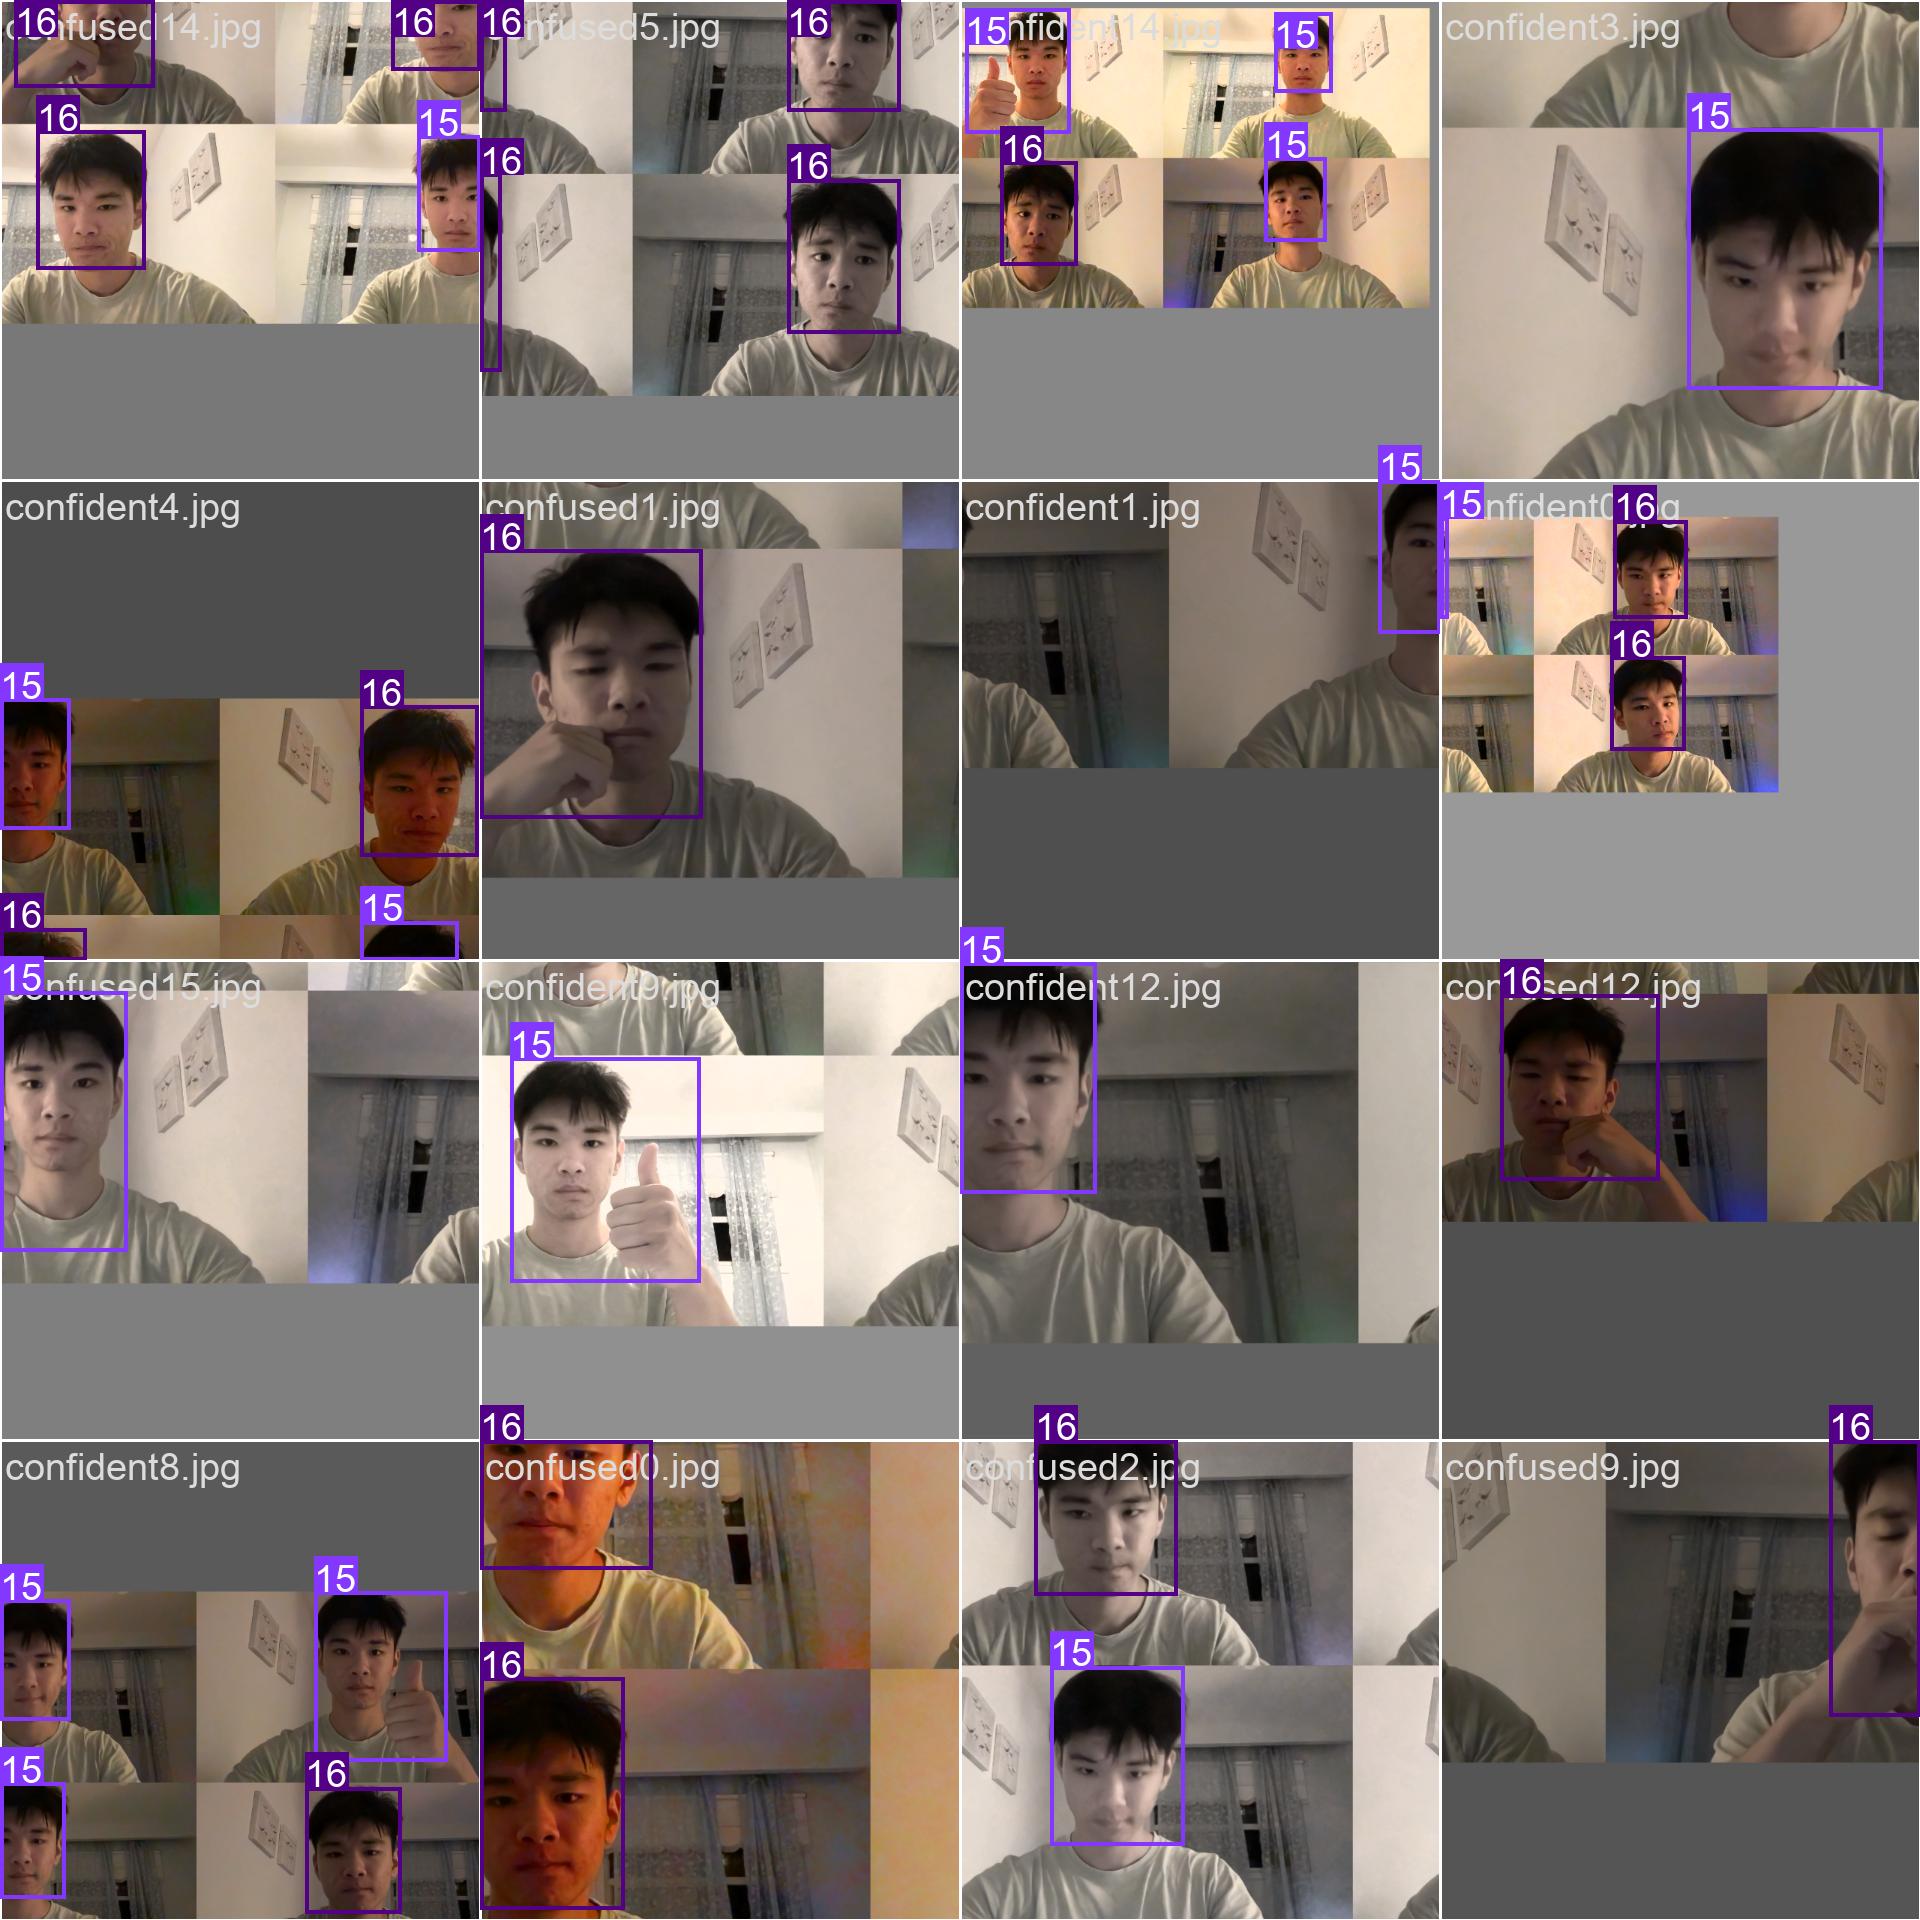 16
16
16
16
confused14.jpg
confused5.jpg
15
15
confident14.jpg
confident3.jpg
15
16
15
16
16
16
15
15
confident4.jpg
confused1.jpg
confident1.jpg
15
16
confident0.jpg
16
16
15
16
16
15
15
15
16
confused15.jpg
confident9.jpg
confident12.jpg
confused12.jpg
15
16
16
16
confident8.jpg
confused0.jpg
confused2.jpg
confused9.jpg
15
15
16
15
15
16